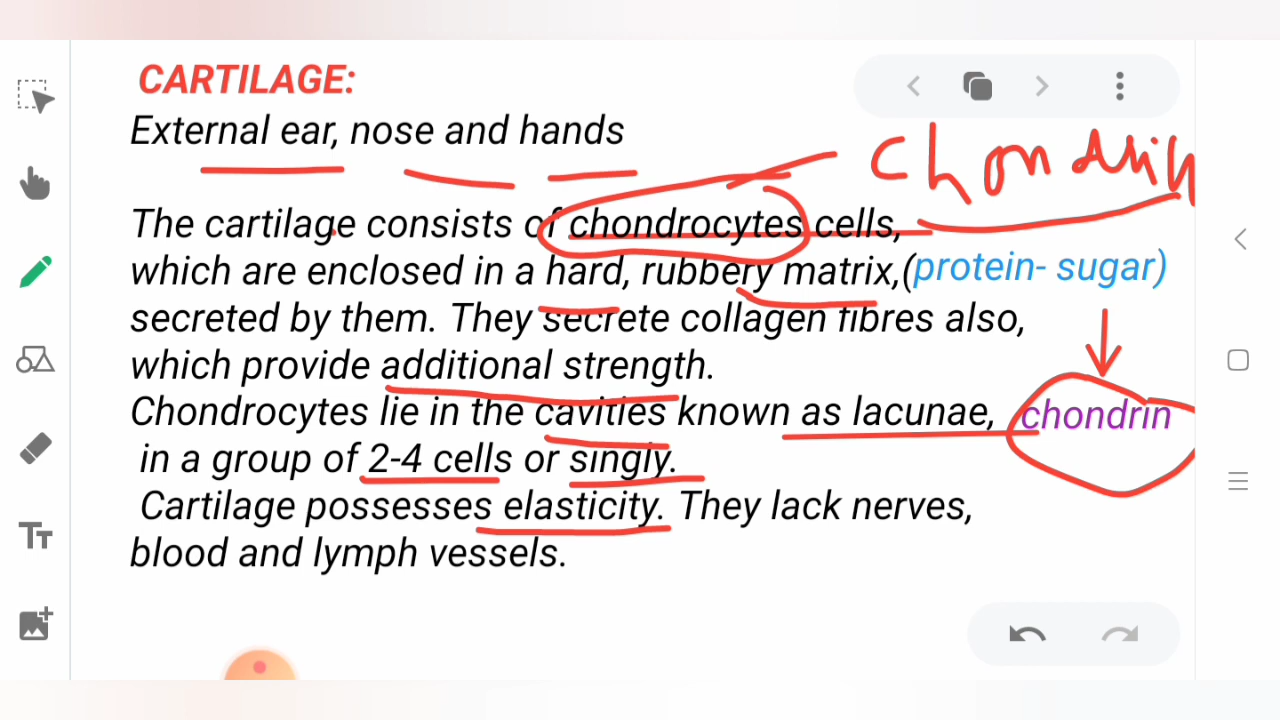 CARTILAGE:
External ear, nose and hands
Chondrin
The cartilage consists of chondrocytes cells,
which are enclosed in a hard, rubbery matrix,(protein- sugar)
secreted by them. They secrete collagen fibres also,
which provide additional strength.
Chondrocytes lie in the cavities known as lacunae, chondrin
in a group of 2-4 cells or singly.
Cartilage possesses elasticity. They lack nerves,
blood and lymph vessels.
Tт